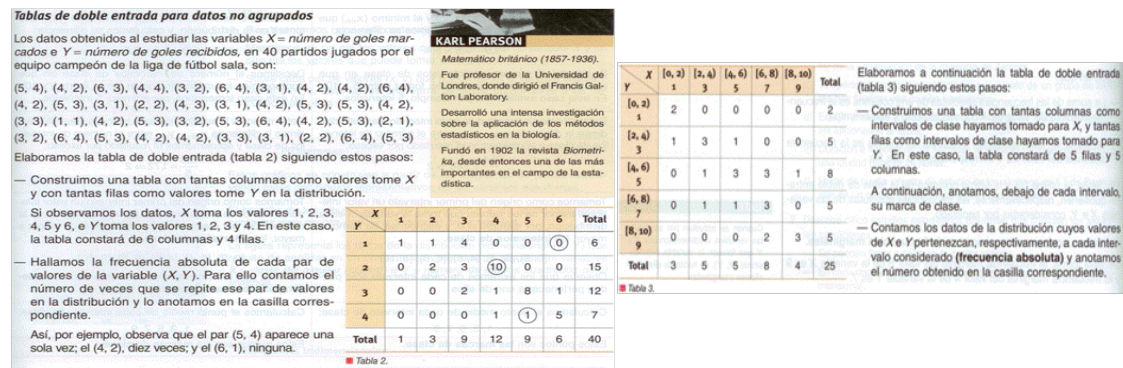 Tablas de doble entrada para datos no agrupados
Los datos obtenidos al estudiar las variables X = número de goles mar-
cados e Y = número de goles recibidos, en 40 partidos jugados por el
equipo campeón de la liga de fútbol sala, son:
(5, 4), (4, 2), (6, 3), (4, 4), (3, 2), (6, 4), (3, 1), (4, 2), (4, 2), (6, 4),
(4, 2), (5, 3), (3, 1), (2, 2), (4, 3), (3, 1), (4, 2), (5, 3), (5, 3), (4, 2),
(3, 3), (1, 1), (4, 2), (5, 3), (3, 2), (5, 3), (6, 4), (4, 2), (5, 3), (2, 1),
(3, 2), (6, 4), (5, 3), (4, 2), (4, 2), (3, 3), (3, 1), (2, 2), (6, 4), (5, 3)
Elaboramos la tabla de doble entrada (tabla 2) siguiendo estos pasos:
— Construimos una tabla con tantas columnas como valores tome X
y con tantas filas como valores tome Y en la distribución.
Si observamos los datos, X toma los valores 1, 2, 3,
4, 5 y 6, e Y toma los valores 1, 2, 3 y 4. En este caso,
la tabla constará de 6 columnas y 4 filas.
— Hallamos la frecuencia absoluta de cada par de
valores de la variable (X, Y). Para ello contamos el
número de veces que se repite ese par de valores
en la distribución y lo anotamos en la casilla corres-
pondiente.
Así, por ejemplo, observa que el par (5, 4) aparece una
sola vez; el (4, 2), diez veces; y el (6, 1), ninguna.
KARL PEARSON
Matemático británico (1857-1936).
Fue profesor de la Universidad de
Londres, donde dirigió el Francis Gal-
ton Laboratory.
Desarrolló una intensa investigación
sobre la aplicación de los métodos
estadísticos en la biología.
Fundó en 1902 la revista Biometri-
ka, desde entonces una de las más
importantes en el campo de la esta-
dística.
X 1 2 3 4 5 6 Total
Y
1 1 1 4 0 0 0 6
2 0 2 3 10 0 0 15
3 0 0 2 1 8 1 12
4 0 0 0 1 1 5 7
Total 1 3 9 12 9 6 40
Tabla 2.
X [0, 2) [2, 4) [4, 6) [6, 8) [8, 10) Total
Y 1 3 5 7 9
[0, 2) 2 0 0 0 0 2
1
[2, 4) 1 3 1 0 0 5
3
[4, 6) 0 1 3 3 1 8
5
[6, 8) 0 1 1 3 0 5
7
[8, 10) 0 0 0 2 3 5
9
Total 3 5 5 8 4 25
Tabla 3.
Elaboramos a continuación la tabla de doble entrada
(tabla 3) siguiendo estos pasos:
— Construimos una tabla con tantas columnas como
intervalos de clase hayamos tomado para X, y tantas
filas como intervalos de clase hayamos tomado para
Y. En este caso, la tabla constará de 5 filas y 5
columnas.
A continuación, anotamos, debajo de cada intervalo,
su marca de clase.
— Contamos los datos de la distribución cuyos valores
de X e Y pertenezcan, respectivamente, a cada inter-
valo considerado (frecuencia absoluta) y anotamos
el número obtenido en la casilla correspondiente.